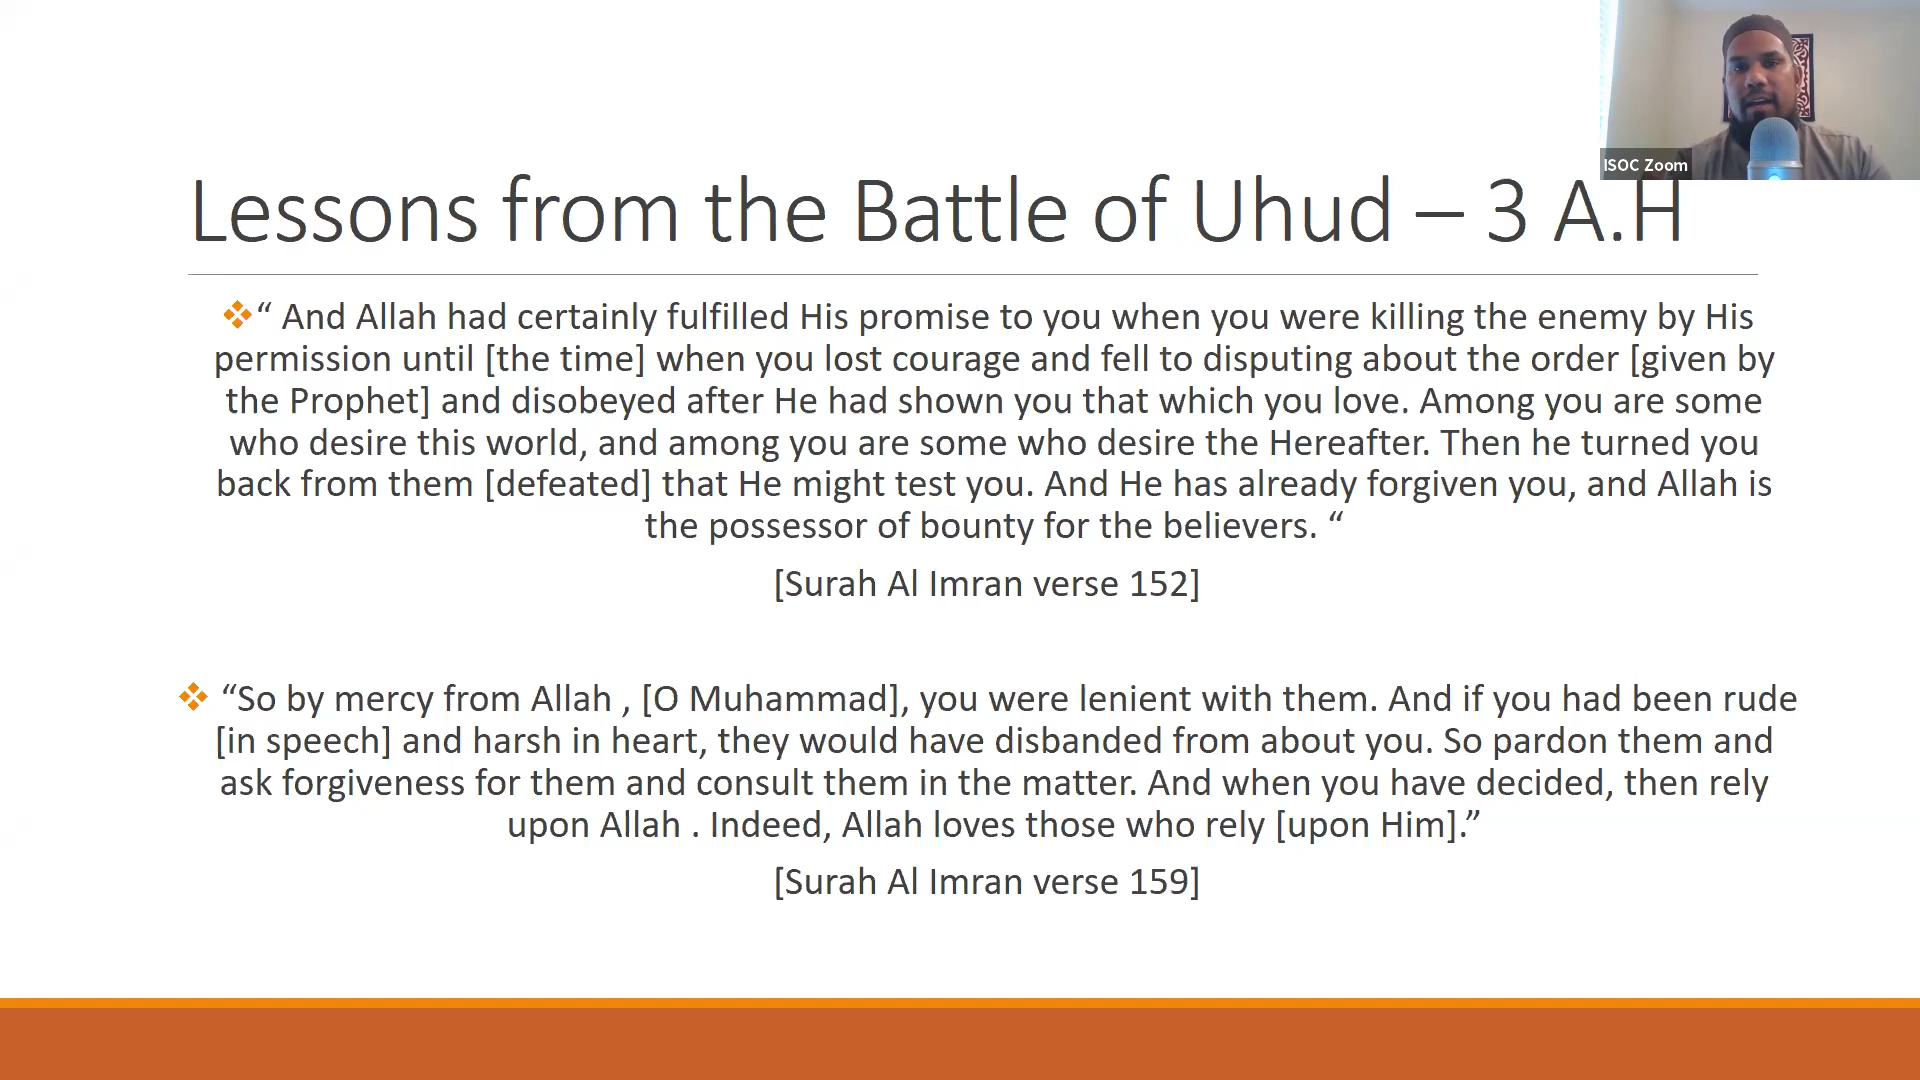 ISOC Zoom
Lessons from the Battle of Uhud – 3 A.H
“ And Allah had certainly fulfilled His promise to you when you were killing the enemy by His
permission until [the time] when you lost courage and fell to disputing about the order [given by
the Prophet] and disobeyed after He had shown you that which you love. Among you are some
who desire this world, and among you are some who desire the Hereafter. Then he turned you
back from them [defeated] that He might test you. And He has already forgiven you, and Allah is
the possessor of bounty for the believers. “
[Surah Al Imran verse 152]
“So by mercy from Allah , [O Muhammad], you were lenient with them. And if you had been rude
[in speech] and harsh in heart, they would have disbanded from about you. So pardon them and
ask forgiveness for them and consult them in the matter. And when you have decided, then rely
upon Allah . Indeed, Allah loves those who rely [upon Him].”
[Surah Al Imran verse 159]